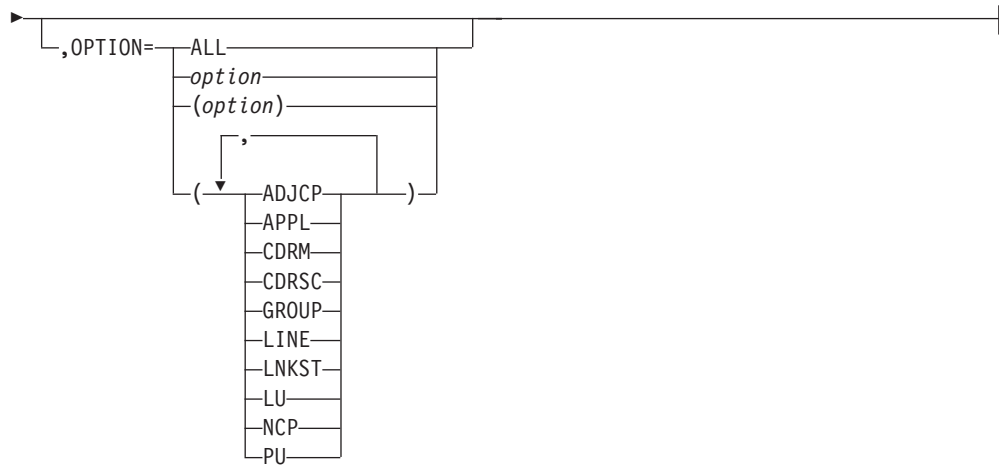 ,OPTION=ALL
option
(option)
,
(ADJCP)
APPL
CDRM
CDRSC
GROUP
LINE
LNKST
LU
NCP
PU